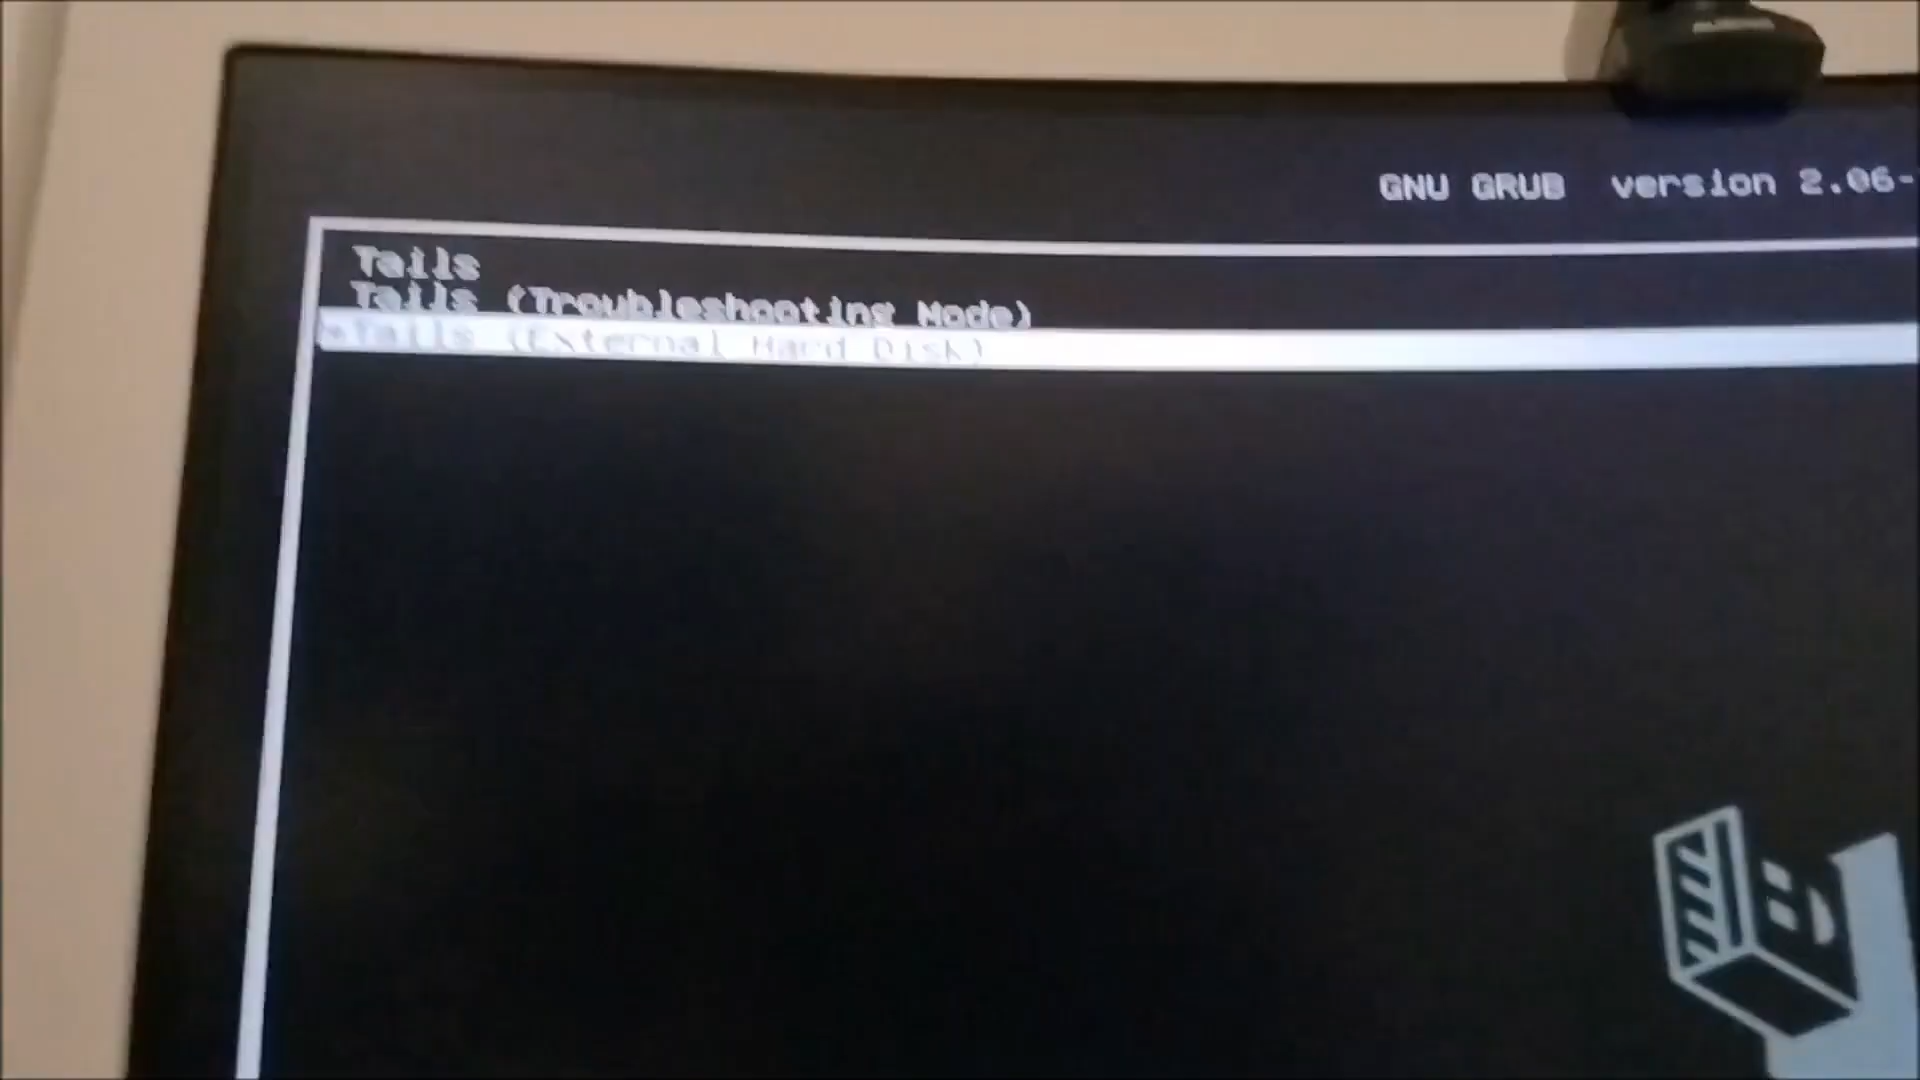 GNU GRUB version 2.06-
Tails
Tails (Troubleshooting Mode)
*Tails (External Hard Disk)